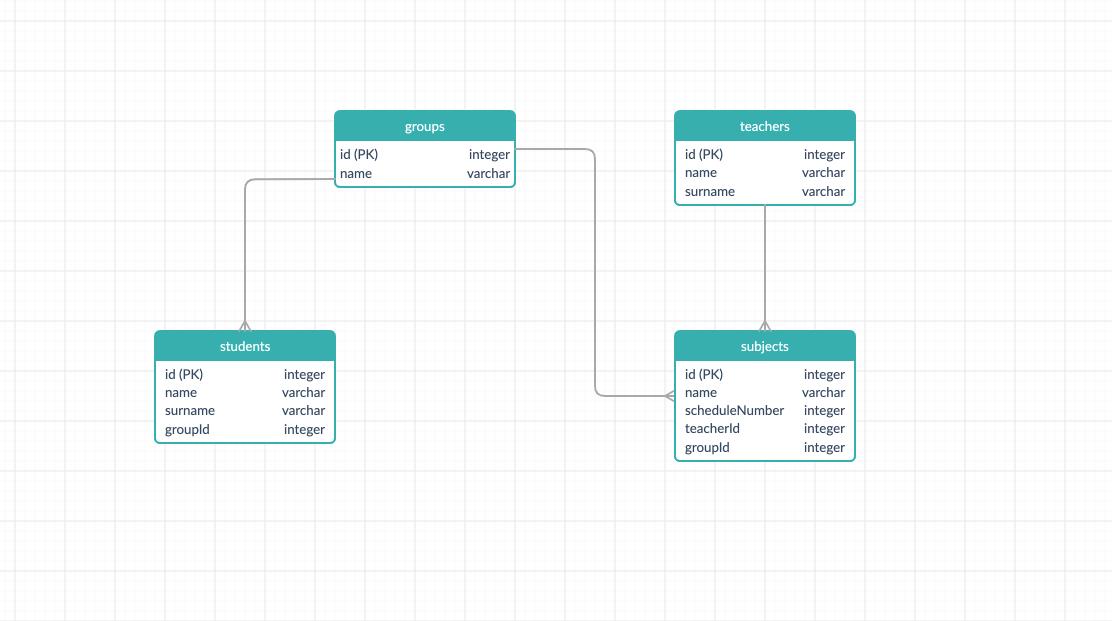 groups
id (PK) integer
name varchar
teachers
id (PK) integer
name varchar
surname varchar
students
id (PK) integer
name varchar
surname varchar
groupId integer
subjects
id (PK) integer
name varchar
scheduleNumber integer
teacherId integer
groupId integer